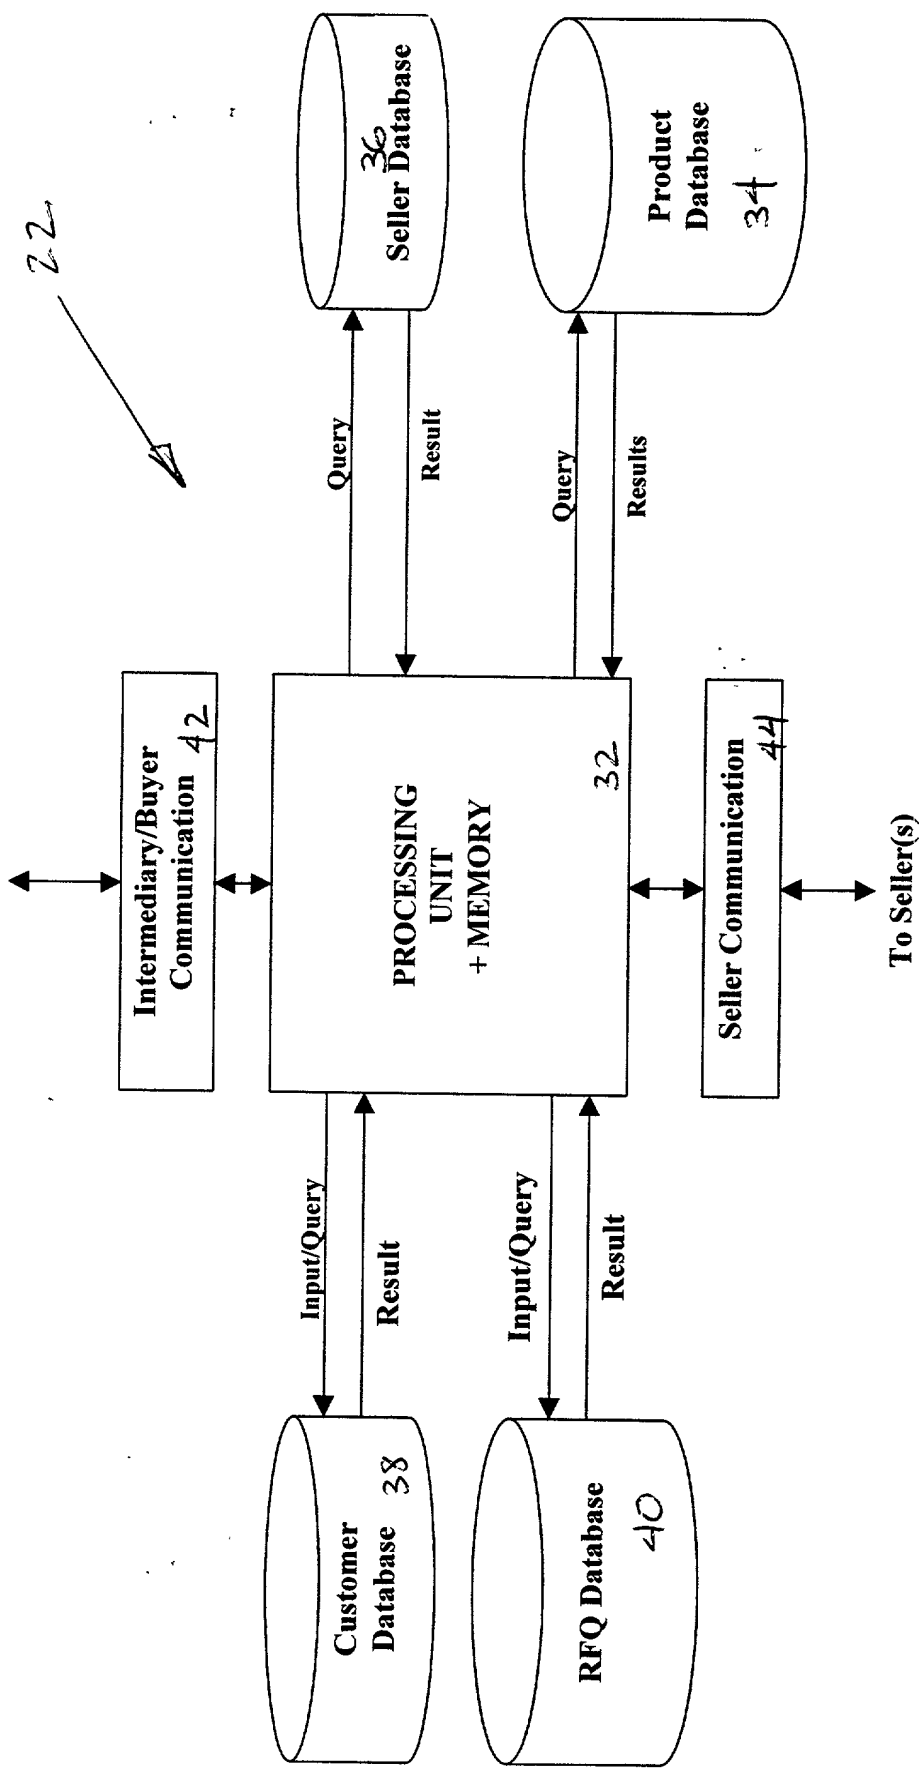 22
Intermediary/Buyer
Communication
42
Customer
Database
38
Input/Query
Result
PROCESSING
UNIT
+ MEMORY
32
Query
Result
36
Seller Database
RFQ Database
40
Input/Query
Result
Query
Results
Product
Database
34
Seller Communication
44
To Seller(s)